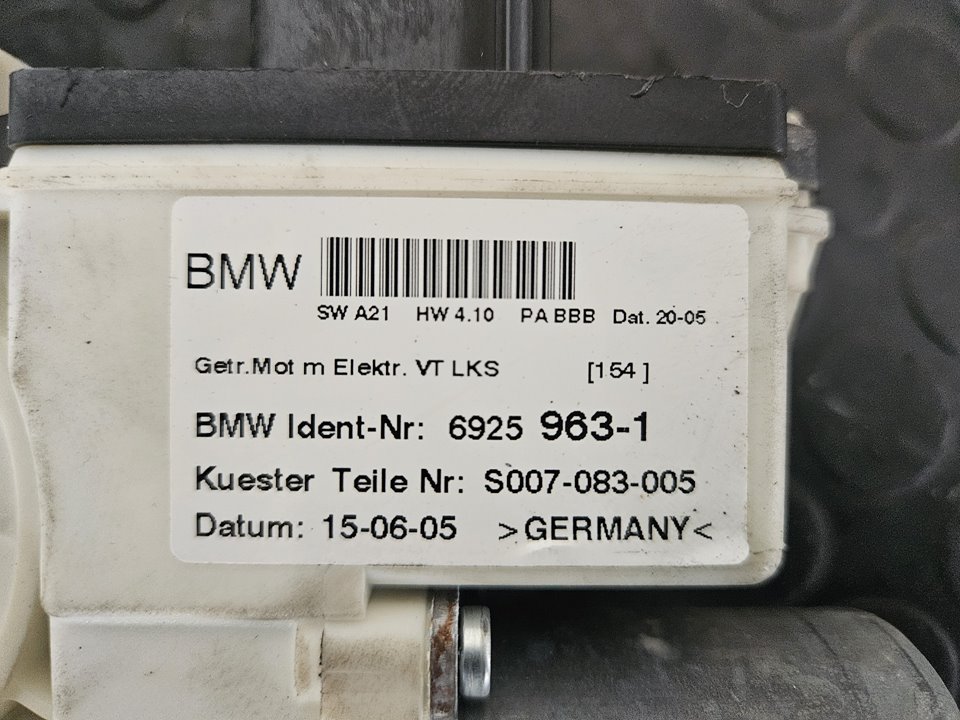 BMW
SW A21 HW 4.10 PA BBB Dat. 20-05
Getr.Mot m Elektr. VT LKS [154]
BMW Ident-Nr: 6925 963-1
Kuester Teile Nr: S007-083-005
Datum: 15-06-05 >GERMANY<